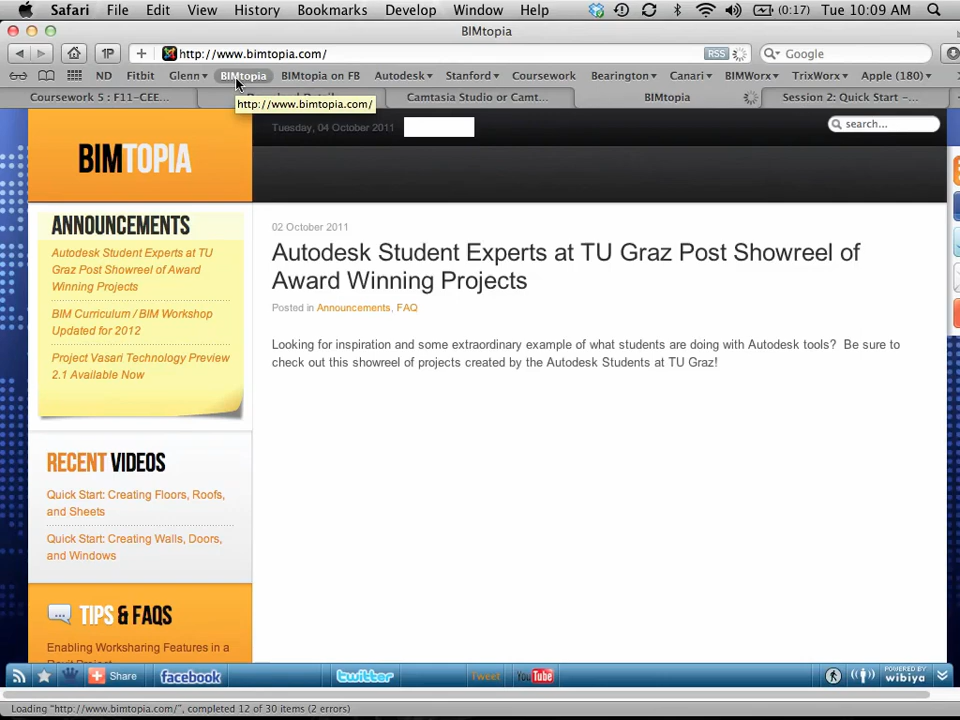 Safari File Edit View History Bookmarks Develop Window Help (0:17) Tue 10:09 AM
BIMtopia
1P + http://www.bimtopia.com/ RSS Google
ND Fitbit Glenn BIMtopia BIMtopia on FB Autodesk Stanford Coursework Bearington Canari BIMWorx TrixWorx Apple (180)
Coursework 5 : F11-CEE... Camtasia Studio or Camt... BIMtopia Session 2: Quick Start –...
http://www.bimtopia.com/
Tuesday, 04 October 2011 search...
BIMTOPIA
ANNOUNCEMENTS
Autodesk Student Experts at TU
Graz Post Showreel of Award
Winning Projects
BIM Curriculum / BIM Workshop
Updated for 2012
Project Vasari Technology Preview
2.1 Available Now
RECENT VIDEOS
Quick Start: Creating Floors, Roofs,
and Sheets
Quick Start: Creating Walls, Doors,
and Windows
TIPS & FAQS
Enabling Worksharing Features in a
02 October 2011
Autodesk Student Experts at TU Graz Post Showreel of
Award Winning Projects
Posted in Announcements, FAQ
Looking for inspiration and some extraordinary example of what students are doing with Autodesk tools? Be sure to
check out this showreel of projects created by the Autodesk Students at TU Graz!
Share facebook twitter Tweet YouTube POWERED BY
wibiya
Loading "http://www.bimtopia.com/", completed 12 of 30 items (2 errors)